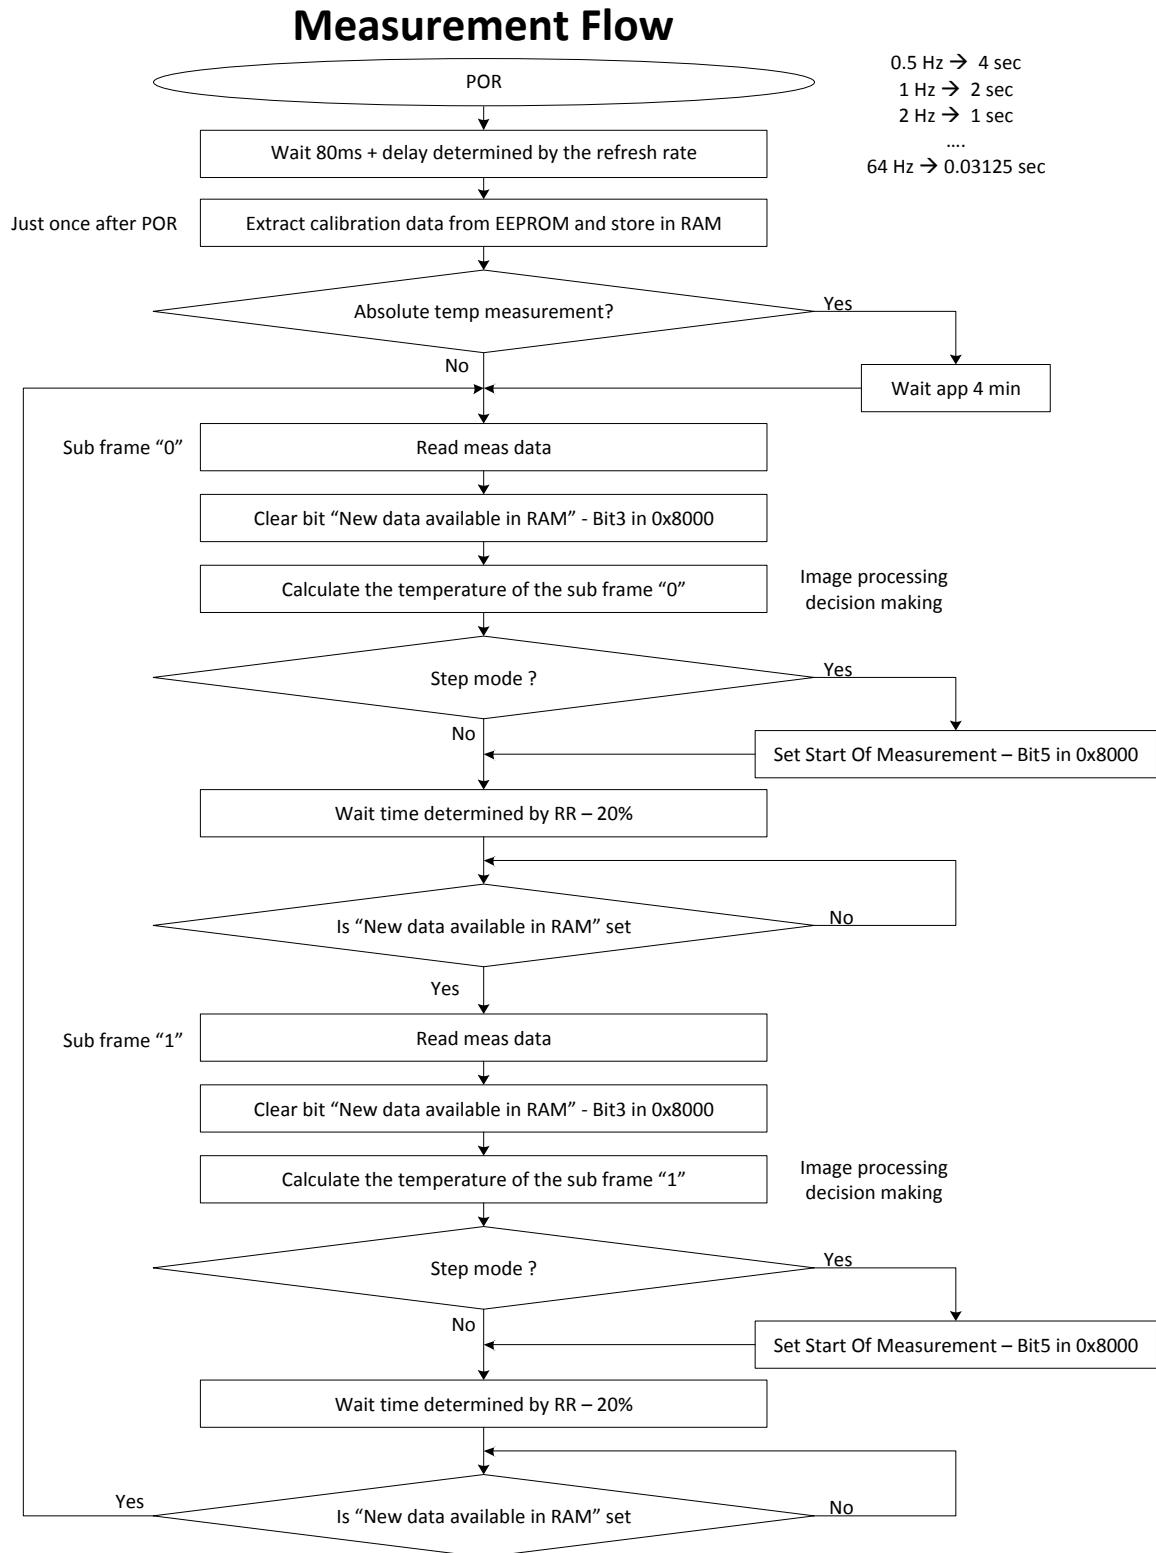 Measurement Flow
0.5 Hz → 4 sec
1 Hz → 2 sec
2 Hz → 1 sec
....
64 Hz → 0.03125 sec
POR
Wait 80ms + delay determined by the refresh rate
Just once after POR
Extract calibration data from EEPROM and store in RAM
Absolute temp measurement?
Yes
No
Wait app 4 min
Sub frame “0”
Read meas data
Clear bit “New data available in RAM” - Bit3 in 0x8000
Calculate the temperature of the sub frame “0”
Image processing
decision making
Step mode ?
Yes
No
Set Start Of Measurement – Bit5 in 0x8000
Wait time determined by RR – 20%
Is “New data available in RAM” set
No
Yes
Sub frame “1”
Read meas data
Clear bit “New data available in RAM” - Bit3 in 0x8000
Calculate the temperature of the sub frame “1”
Image processing
decision making
Step mode ?
Yes
No
Set Start Of Measurement – Bit5 in 0x8000
Wait time determined by RR – 20%
Yes
Is “New data available in RAM” set
No